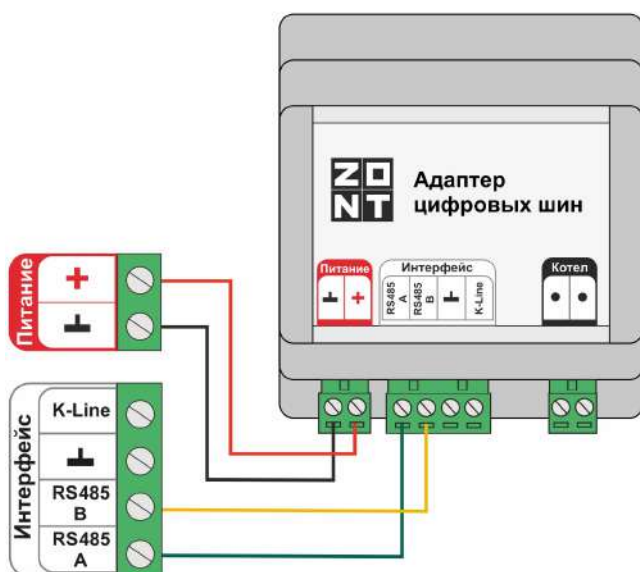 ZO
NT
Адаптер
цифровых шин
Питание
+
Интерфейс
RS485
A
RS485
B
K-Line
Котел
Питание
+
Интерфейс
K-Line
RS485
B
RS485
A